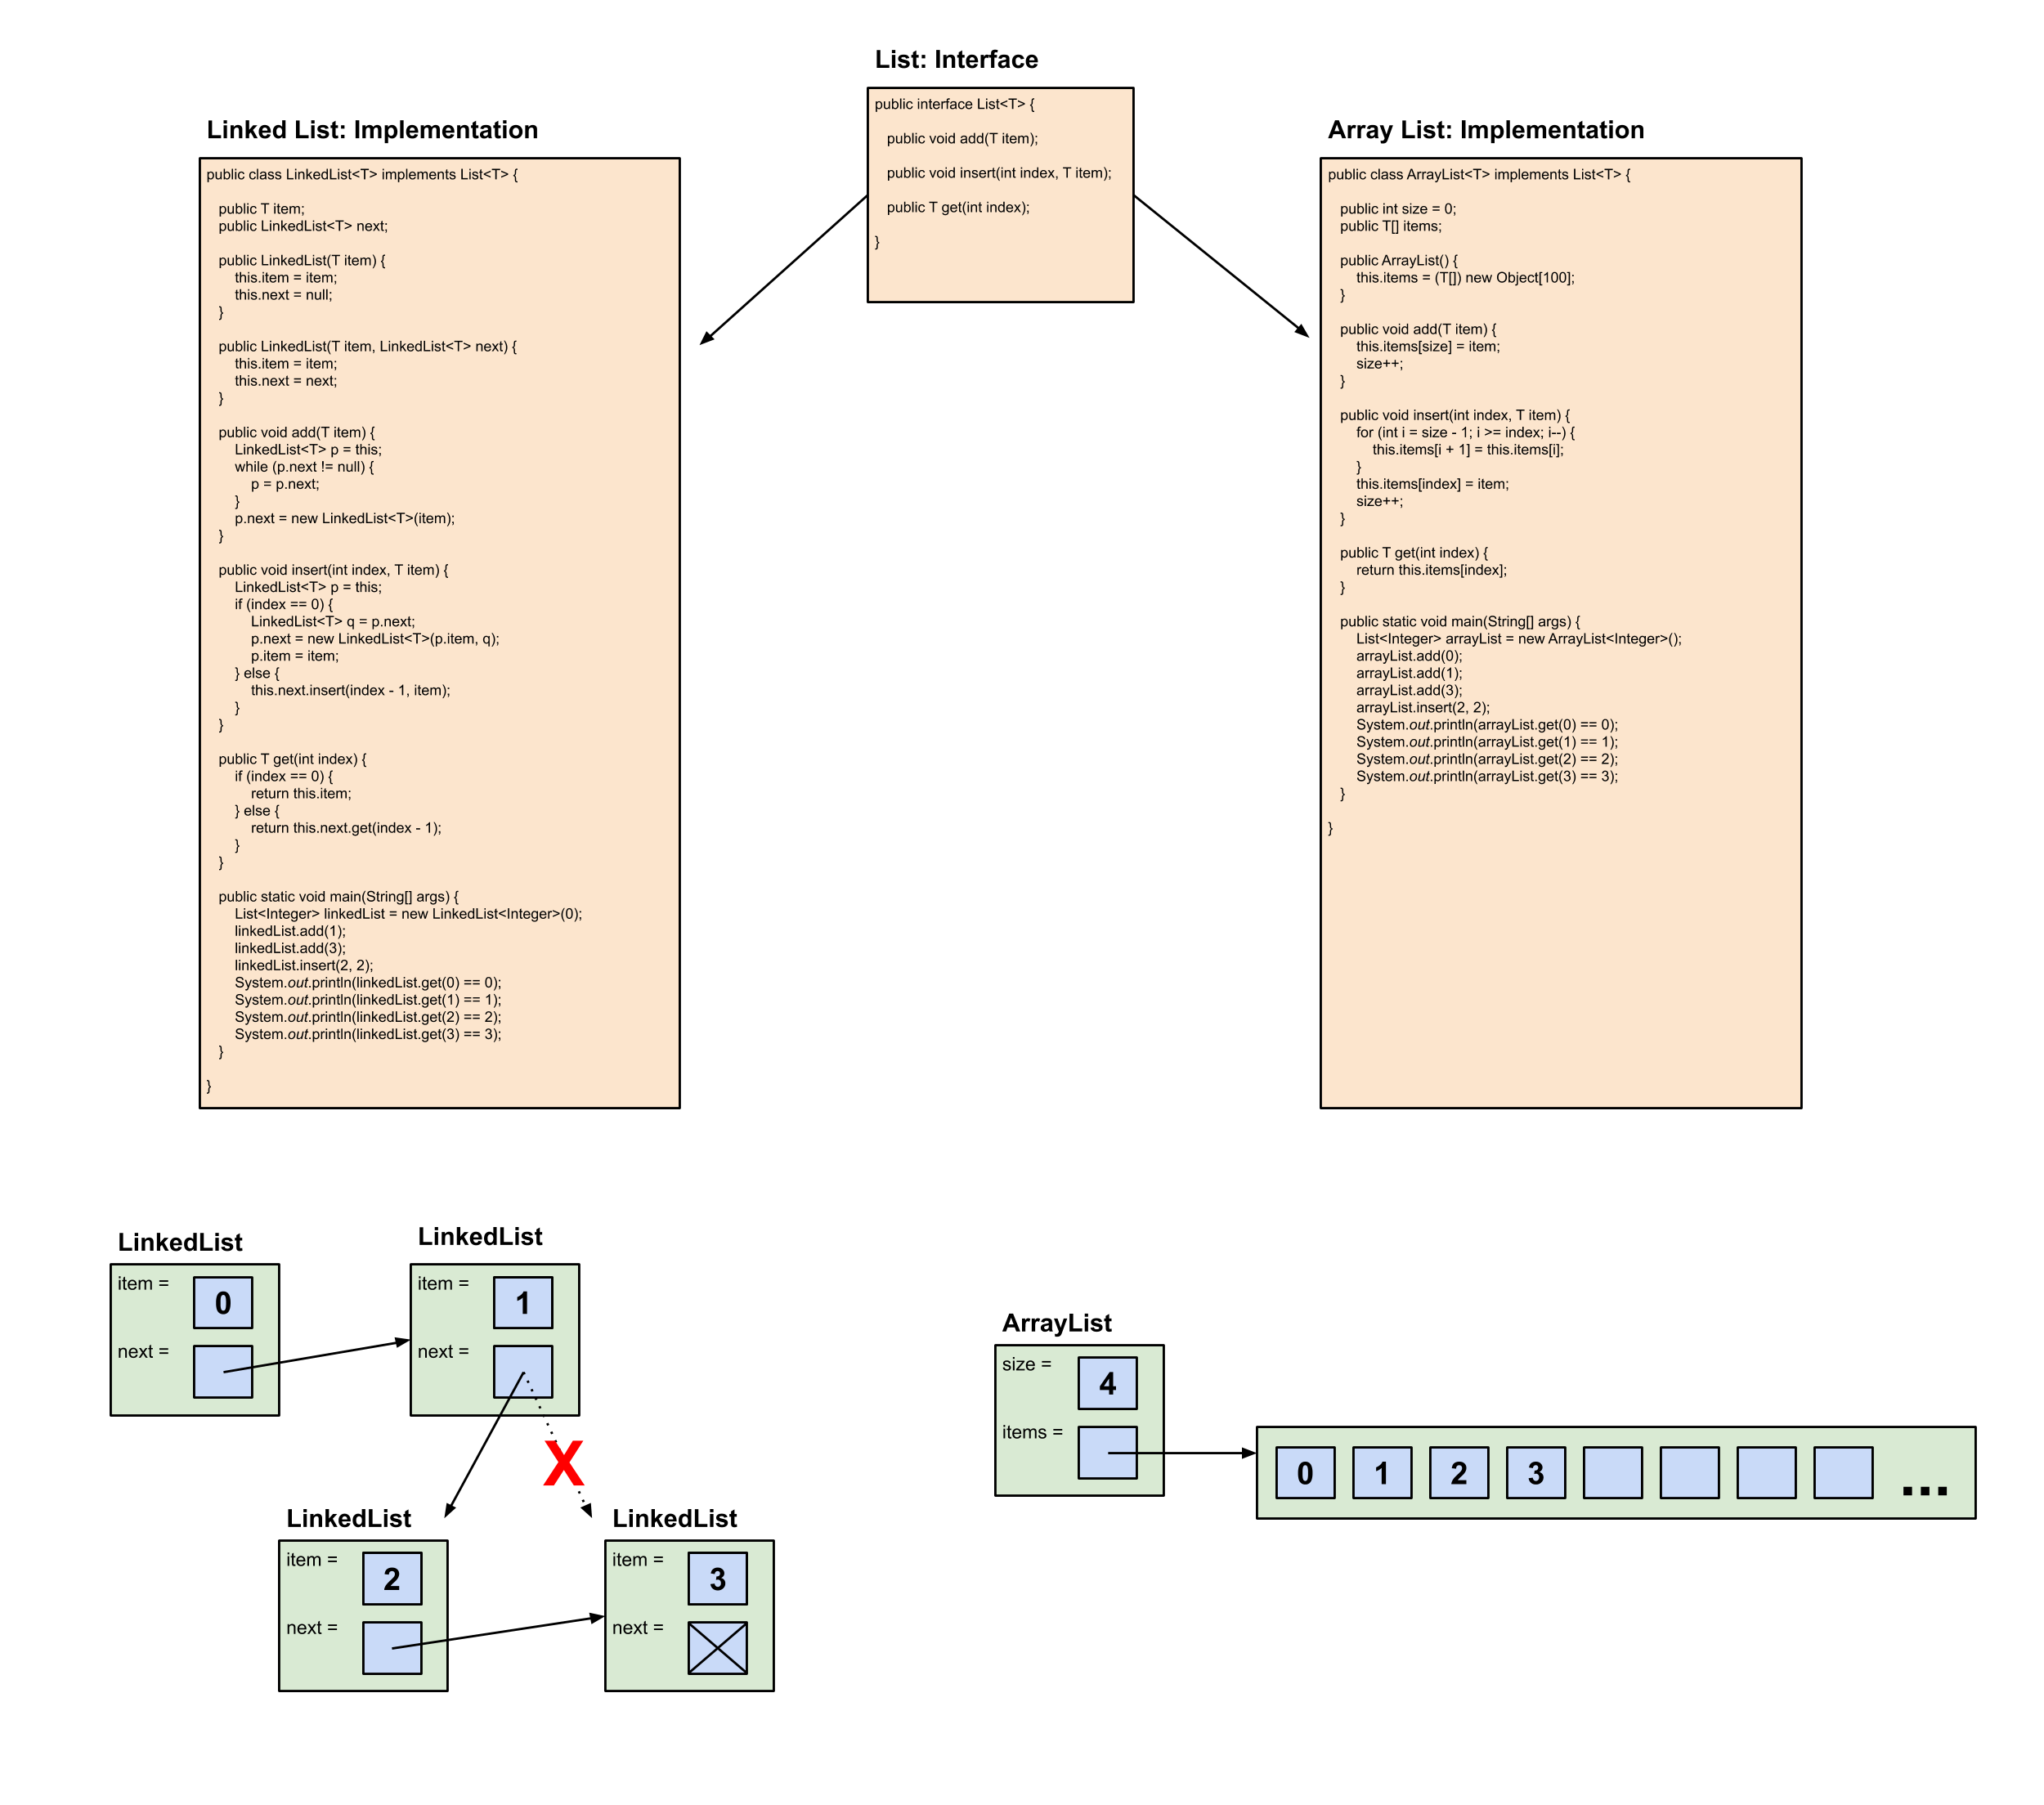 List: Interface
public interface List<T> {
public void add(T item);
public void insert(int index, T item);
public T get(int index);
}
Linked List: Implementation
public class LinkedList<T> implements List<T> {
public T item;
public LinkedList<T> next;
public LinkedList(T item) {
this.item = item;
this.next = null;
}
public LinkedList(T item, LinkedList<T> next) {
this.item = item;
this.next = next;
}
public void add(T item) {
LinkedList<T> p = this;
while (p.next != null) {
p = p.next;
}
p.next = new LinkedList<T>(item);
}
public void insert(int index, T item) {
LinkedList<T> p = this;
if (index == 0) {
LinkedList<T> q = p.next;
p.next = new LinkedList<T>(p.item, q);
p.item = item;
} else {
this.next.insert(index - 1, item);
}
}
public T get(int index) {
if (index == 0) {
return this.item;
} else {
return this.next.get(index - 1);
}
}
public static void main(String[] args) {
List<Integer> linkedList = new LinkedList<Integer>(0);
linkedList.add(1);
linkedList.add(3);
linkedList.insert(2, 2);
System.out.println(linkedList.get(0) == 0);
System.out.println(linkedList.get(1) == 1);
System.out.println(linkedList.get(2) == 2);
System.out.println(linkedList.get(3) == 3);
}
}
Array List: Implementation
public class ArrayList<T> implements List<T> {
public int size = 0;
public T[] items;
public ArrayList() {
this.items = (T[]) new Object[100];
}
public void add(T item) {
this.items[size] = item;
size++;
}
public void insert(int index, T item) {
for (int i = size - 1; i >= index; i--) {
this.items[i + 1] = this.items[i];
}
this.items[index] = item;
size++;
}
public T get(int index) {
return this.items[index];
}
public static void main(String[] args) {
List<Integer> arrayList = new ArrayList<Integer>();
arrayList.add(0);
arrayList.add(1);
arrayList.add(3);
arrayList.insert(2, 2);
System.out.println(arrayList.get(0) == 0);
System.out.println(arrayList.get(1) == 1);
System.out.println(arrayList.get(2) == 2);
System.out.println(arrayList.get(3) == 3);
}
}
LinkedList
item = 0
next =
LinkedList
item = 1
next =
X
LinkedList
item = 2
next =
LinkedList
item = 3
next =
ArrayList
size = 4
items =
0 1 2 3 ...